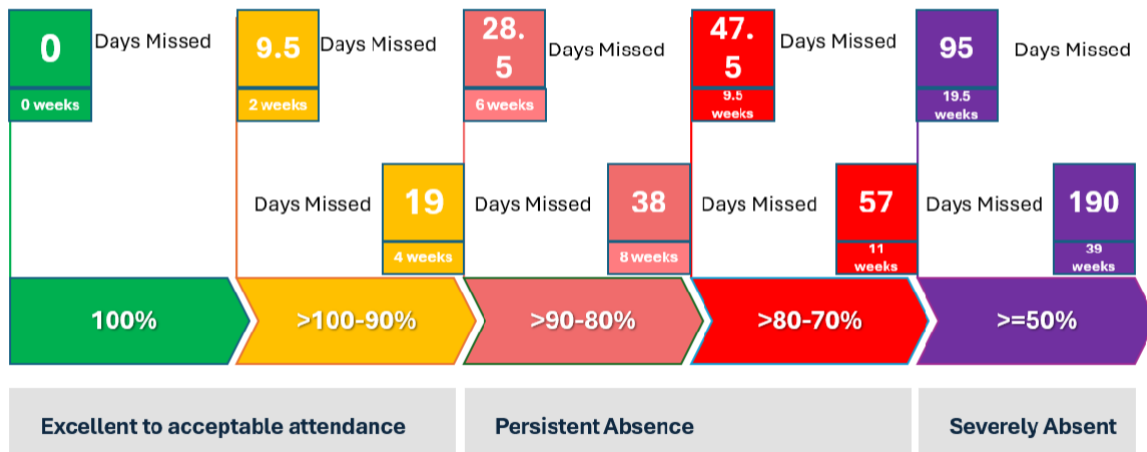 0
Days Missed
0 weeks
9.5
Days Missed
2 weeks
28.
5
Days Missed
6 weeks
47.
5
Days Missed
9.5
weeks
95
Days Missed
19.5
weeks
Days Missed
19
4 weeks
Days Missed
38
8 weeks
Days Missed
57
11
weeks
Days Missed
190
39
weeks
100%
>100-90%
>90-80%
>80-70%
>=50%
Excellent to acceptable attendance
Persistent Absence
Severely Absent